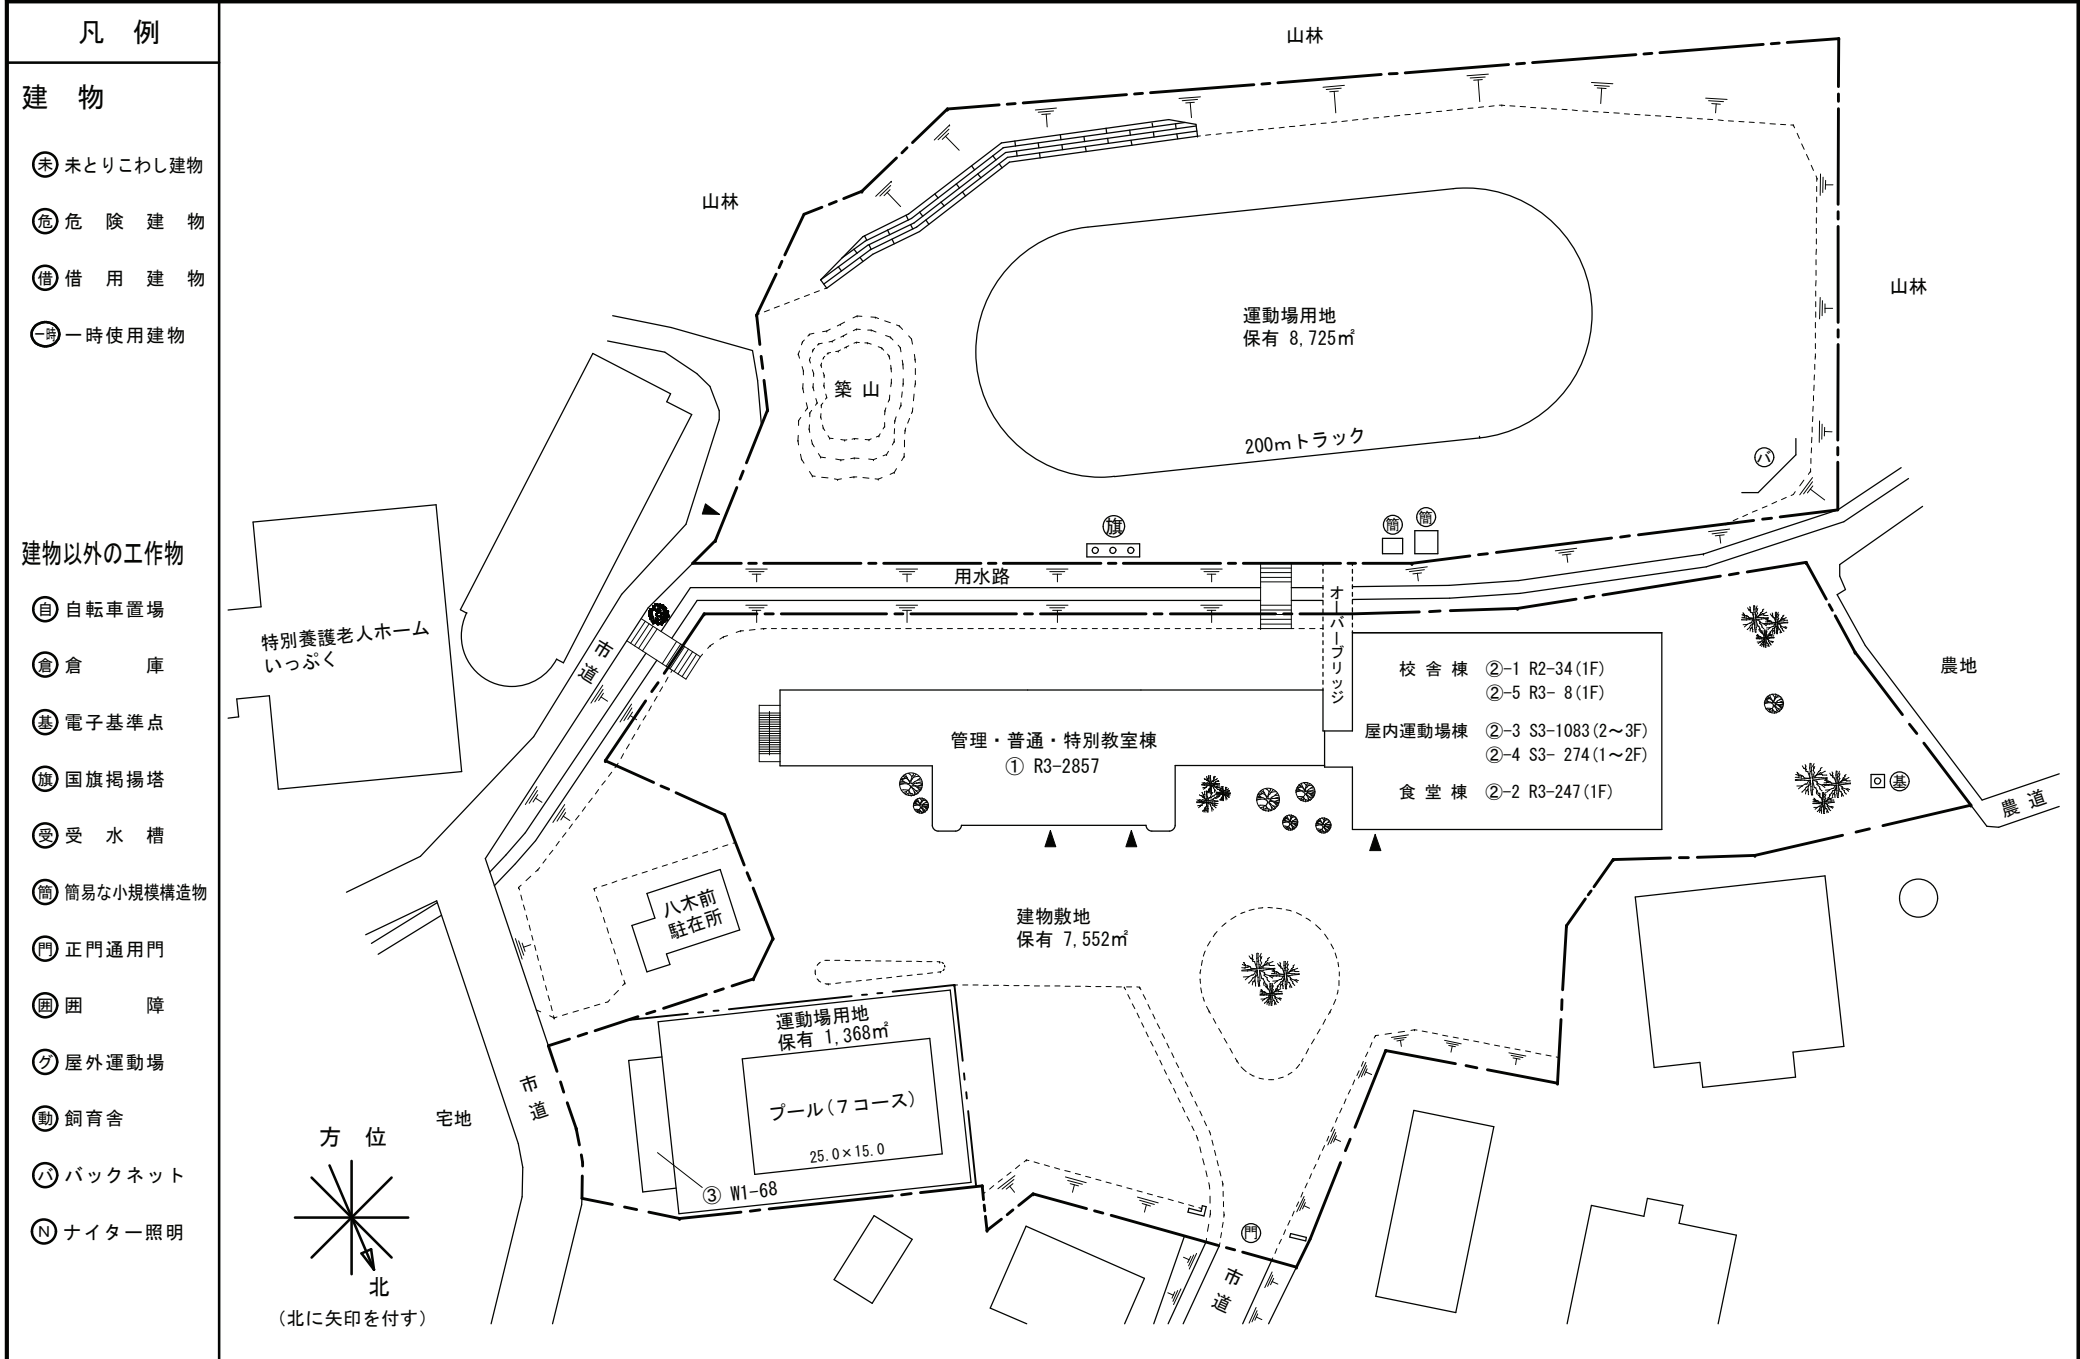 凡 例
建 物
未 未とりこわし建物
危 危 険 建 物
借 借 用 建 物
一時 一時使用建物
建物以外の工作物
自 自転車置場
倉 倉 庫
基 電子基準点
旗 国旗掲揚塔
受 受 水 槽
簡 簡易な小規模構造物
門 正門通用門
囲 囲 障
グ 屋外運動場
動 飼育舎
バ バックネット
N ナイター照明
山林
山林
山林
運動場用地
保有 8,725㎡
築 山
200mトラック
バ
旗
簡
簡
用水路
オーバーブリッジ
特別養護老人ホーム
いっぷく
市道
校 舎 棟 ②-1 R2-34(1F)
②-5 R3- 8(1F)
屋内運動場棟 ②-3 S3-1083(2～3F)
②-4 S3- 274(1～2F)
食 堂 棟 ②-2 R3-247(1F)
農地
管理・普通・特別教室棟
① R3-2857
基
農道
八木前
駐在所
建物敷地
保有 7,552㎡
運動場用地
保有 1,368㎡
プール(7コース)
25.0×15.0
③ W1-68
市道
宅地
門
市道
方 位
北
(北に矢印を付す)